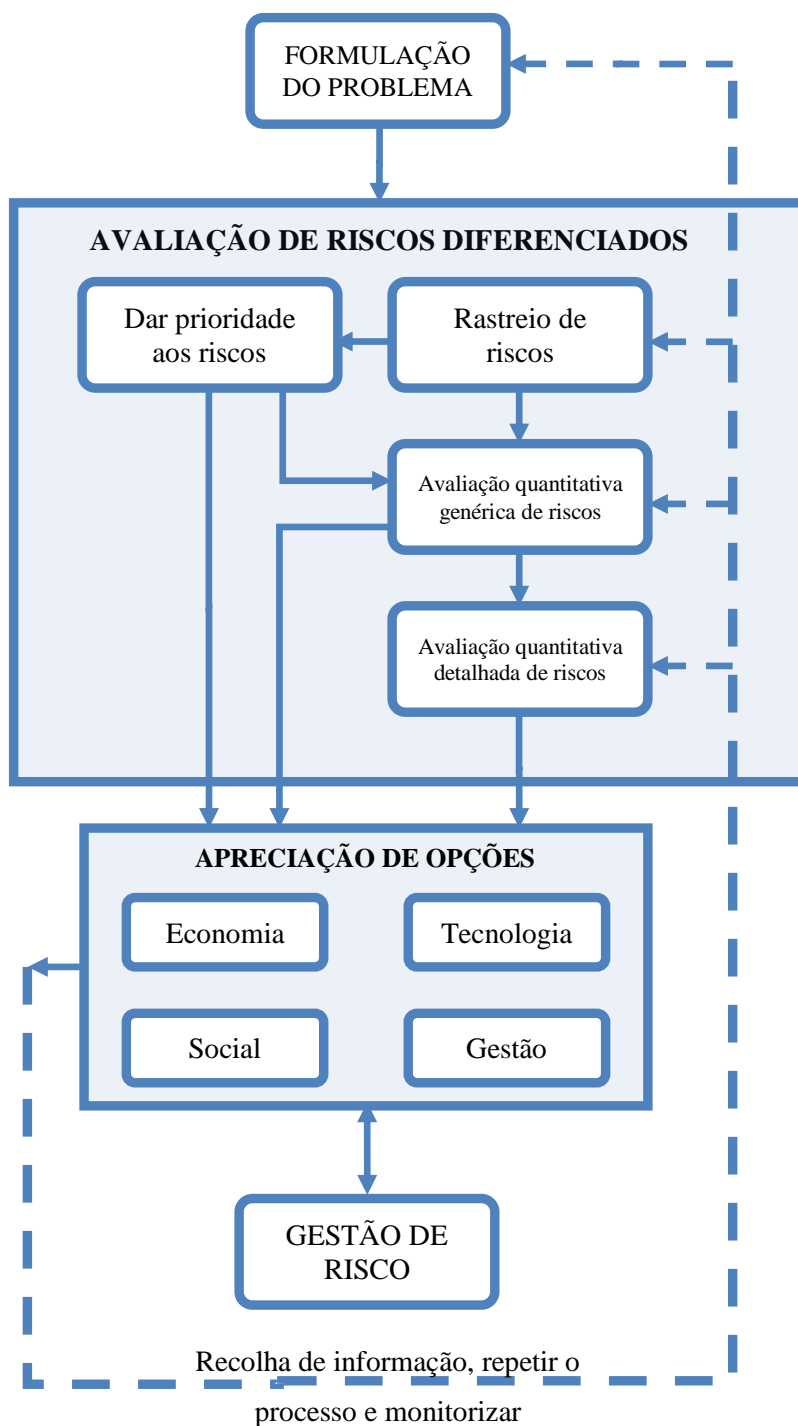 FORMULAÇÃO
DO PROBLEMA
AVALIAÇÃO DE RISCOS DIFERENCIADOS
Dar prioridade
aos riscos
Rastreio de
riscos
Avaliação quantitativa
genérica de riscos
Avaliação quantitativa
detalhada de riscos
APRECIAÇÃO DE OPÇÕES
Economia
Tecnologia
Social
Gestão
GESTÃO DE
RISCO
Recolha de informação, repetir o
processo e monitorizar